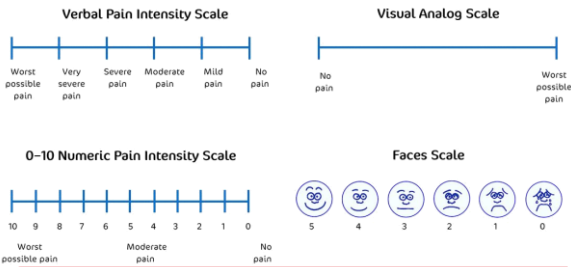 Verbal Pain Intensity Scale
Worst possible pain
Very severe pain
Severe pain
Moderate pain
Mild pain
No pain
Visual Analog Scale
No pain
Worst possible pain
0–10 Numeric Pain Intensity Scale
10 9 8 7 6 5 4 3 2 1 0
Worst possible pain
Moderate pain
No pain
Faces Scale
5 4 3 2 1 0